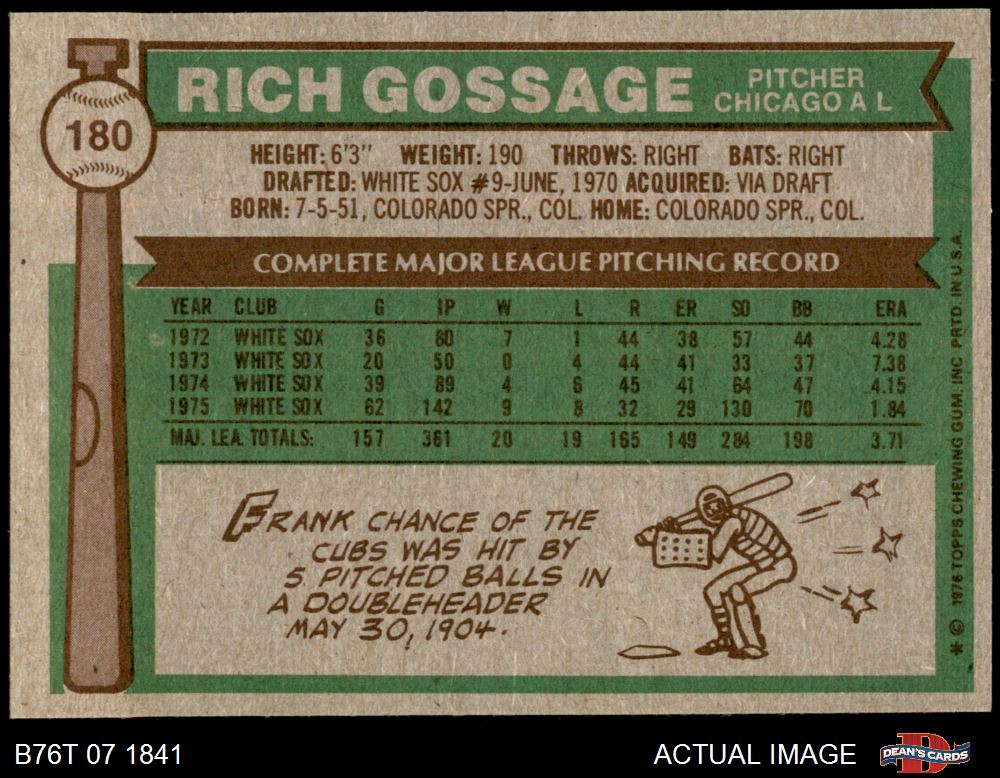 180
RICH GOSSAGE
PITCHER
CHICAGO A L
HEIGHT: 6'3" WEIGHT: 190 THROWS: RIGHT BATS: RIGHT
DRAFTED: WHITE SOX #9-JUNE, 1970 ACQUIRED: VIA DRAFT
BORN: 7-5-51, COLORADO SPR., COL. HOME: COLORADO SPR., COL.
COMPLETE MAJOR LEAGUE PITCHING RECORD
YEAR CLUB G IP W L R ER SO BB ERA
1972 WHITE SOX 36 80 7 1 44 38 57 44 4.28
1973 WHITE SOX 20 50 0 4 44 41 33 37 7.38
1974 WHITE SOX 39 89 4 6 45 41 64 47 4.15
1975 WHITE SOX 62 142 9 8 32 29 130 70 1.84
MAJ. LEA. TOTALS: 157 361 20 19 165 149 284 198 3.71
FRANK CHANCE OF THE
CUBS WAS HIT BY
5 PITCHED BALLS IN
A DOUBLEHEADER
MAY 30, 1904.
* © 1976 TOPPS CHEWING GUM. INC PRTD. IN U S.A.
B76T 07 1841
ACTUAL IMAGE
D
DEAN'S CARDS